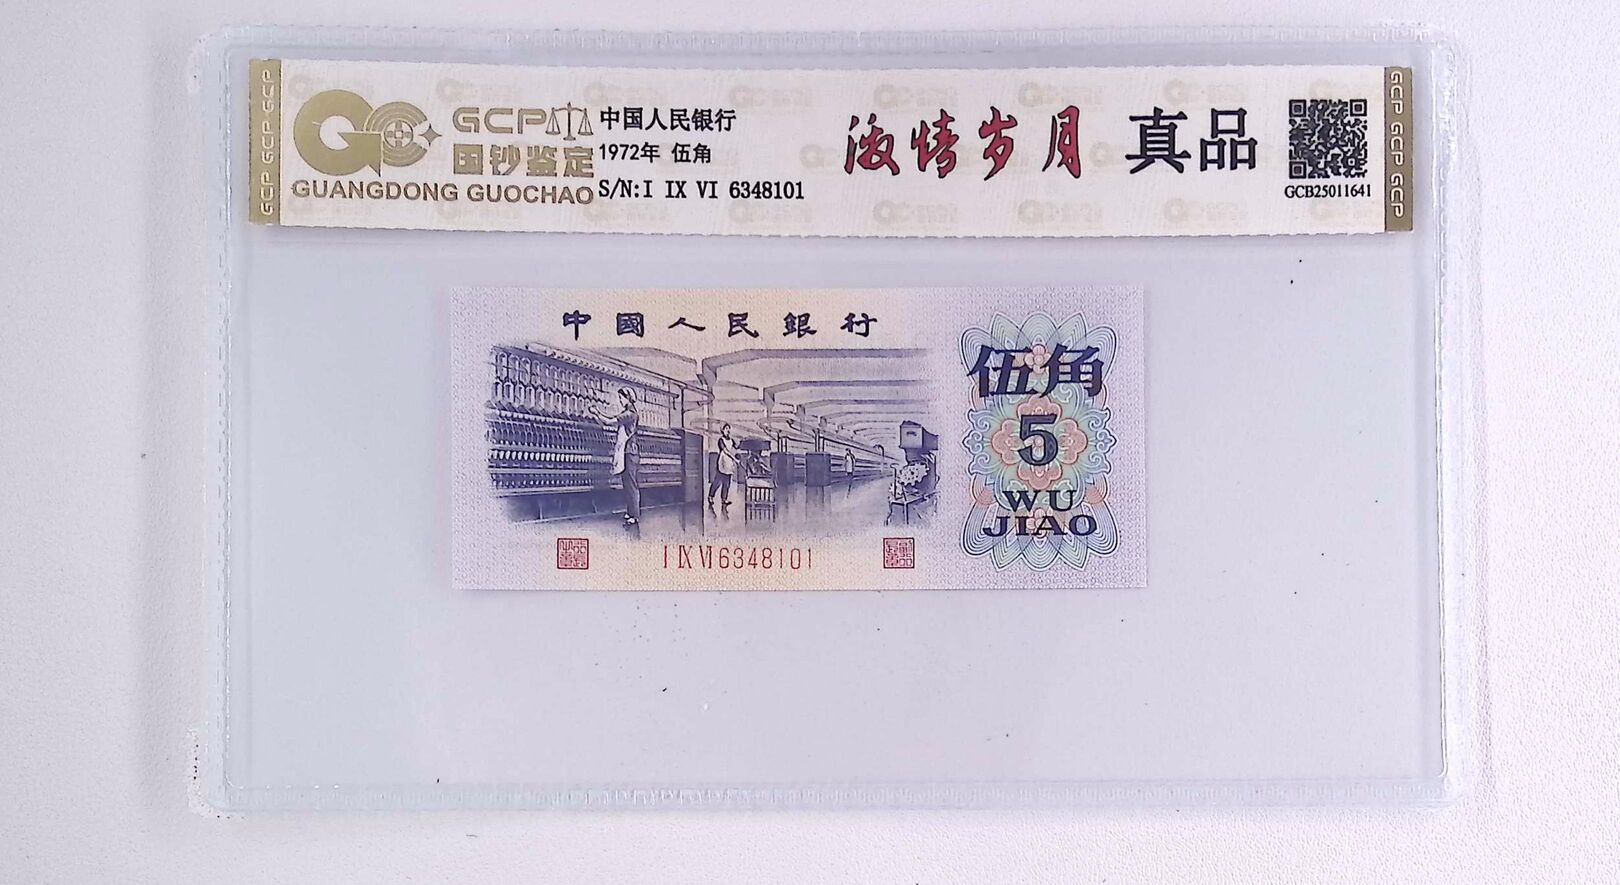 GCP GCP GCP
GCP
国钞鉴定
GUANGDONG GUOCHAO
中国人民银行
1972年 伍角
S/N:I IX VI 6348101
激情岁月 真品
GCB25011641
GCP GCP GCP
中國人民銀行
伍角
5
WU
JIAO
I IX VI 6348101